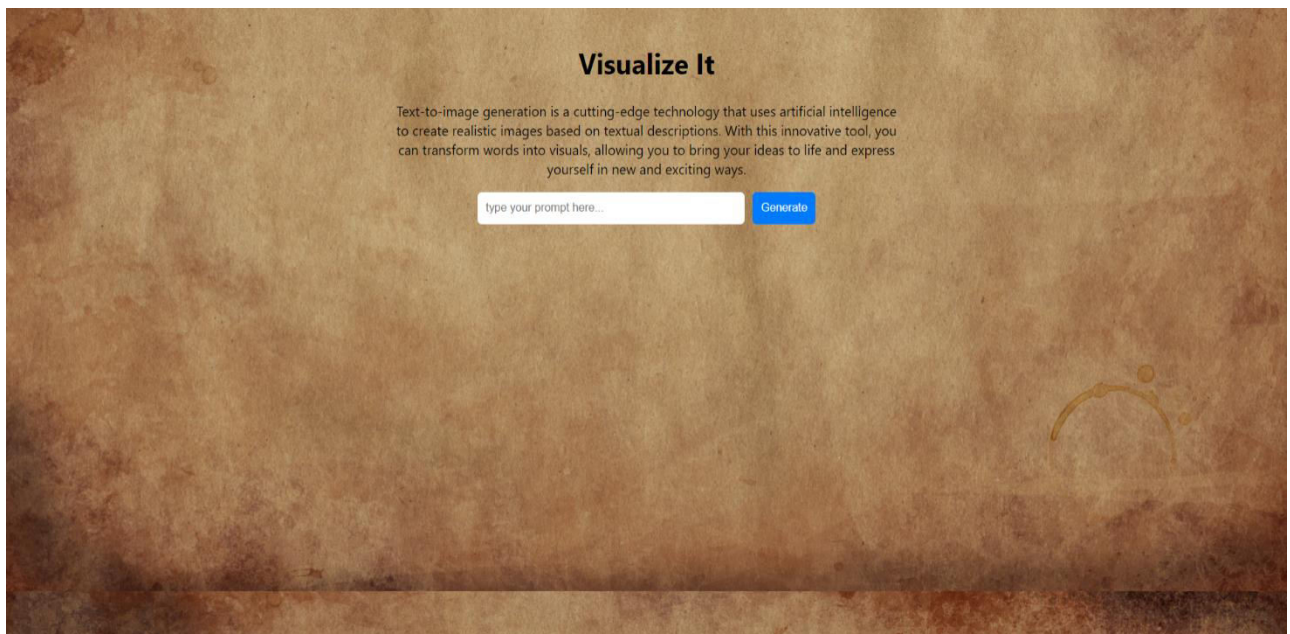 Visualize It
Text-to-image generation is a cutting-edge technology that uses artificial intelligence
to create realistic images based on textual descriptions. With this innovative tool, you
can transform words into visuals, allowing you to bring your ideas to life and express
yourself in new and exciting ways.
type your prompt here... Generate